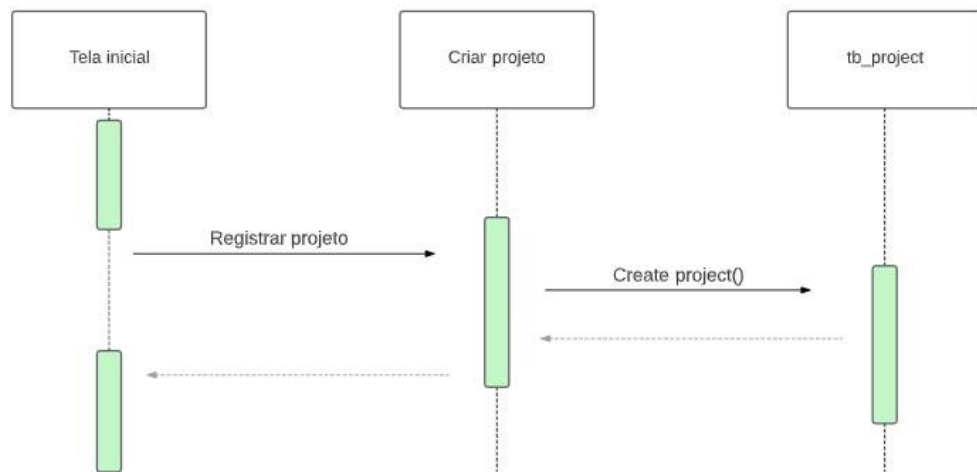 Tela inicial
Criar projeto
tb_project
Registrar projeto
Create project()